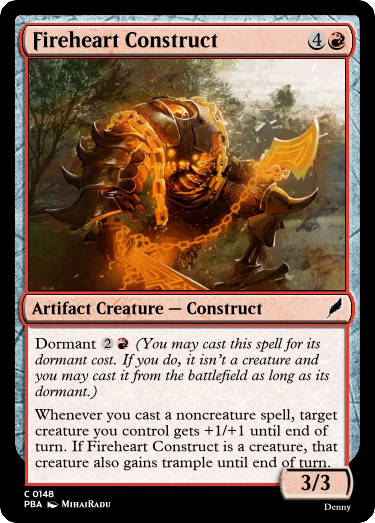 Fireheart Construct 4
Artifact Creature — Construct
Dormant 2 (You may cast this spell for its
dormant cost. If you do, it isn't a creature and
you may cast it from the battlefield as long as its
dormant.)
Whenever you cast a noncreature spell, target
creature you control gets +1/+1 until end of
turn. If Fireheart Construct is a creature, that
creature also gains trample until end of turn.
3/3
C 0148
PBA MihaiRadu
Denny